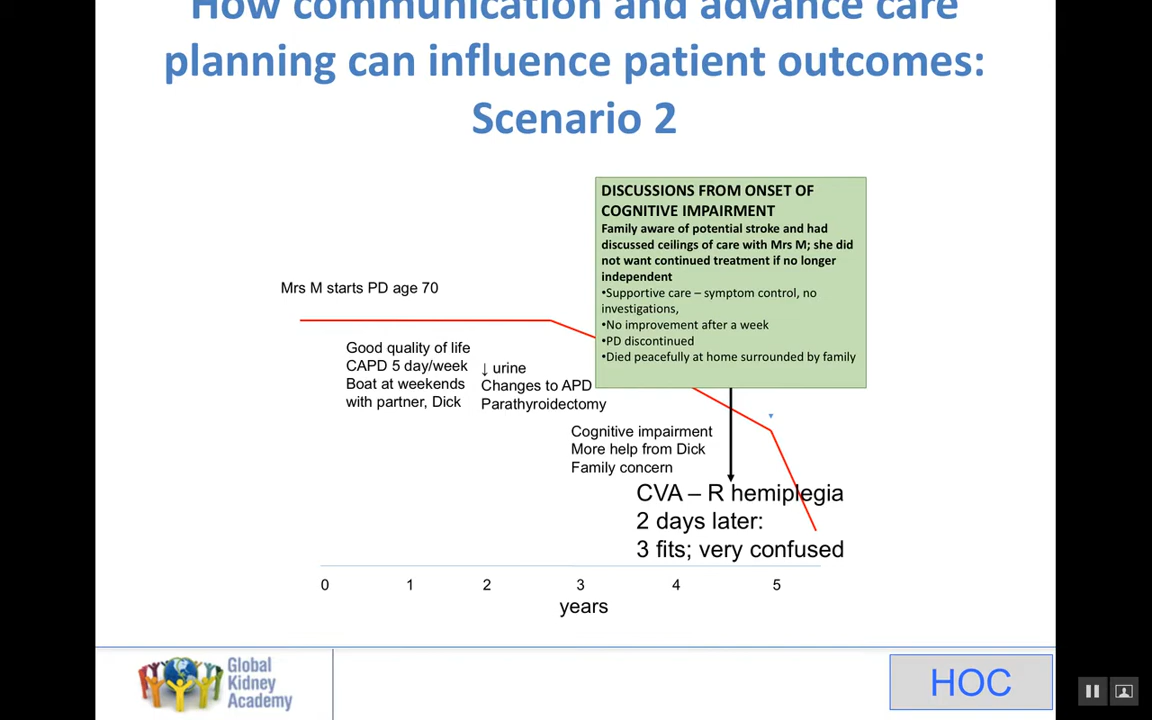 How communication and advance care
planning can influence patient outcomes:
Scenario 2
DISCUSSIONS FROM ONSET OF
COGNITIVE IMPAIRMENT
Family aware of potential stroke and had
discussed ceilings of care with Mrs M; she did
not want continued treatment if no longer
independent
•Supportive care – symptom control, no
investigations,
•No improvement after a week
•PD discontinued
•Died peacefully at home surrounded by family
Mrs M starts PD age 70
Good quality of life
CAPD 5 day/week
Boat at weekends
with partner, Dick
↓ urine
Changes to APD
Parathyroidectomy
Cognitive impairment
More help from Dick
Family concern
CVA – R hemiplegia
2 days later:
3 fits; very confused
0 1 2 3 4 5
years
Global
Kidney
Academy
HOC